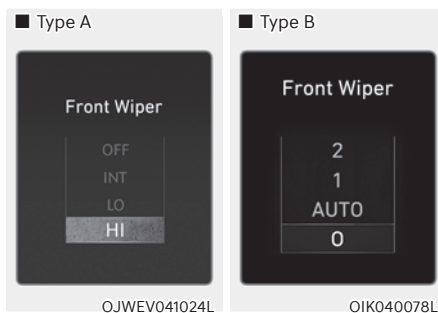 ■ Type A
Front Wiper
OFF
INT
LO
HI
OJWEV041024L
■ Type B
Front Wiper
2
1
AUTO
0
OIK040078L